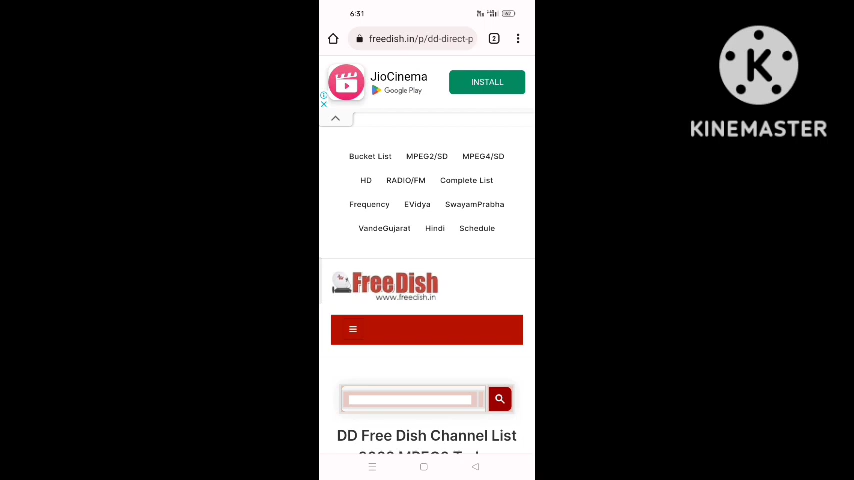 6:31
62
freedish.in/p/dd-direct-p
2
JioCinema
Google Play
INSTALL
K
KINEMASTER
Bucket List MPEG2/SD MPEG4/SD
HD RADIO/FM Complete List
Frequency EVidya SwayamPrabha
VandeGujarat Hindi Schedule
FreeDish
www.freedish.in
DD Free Dish Channel List